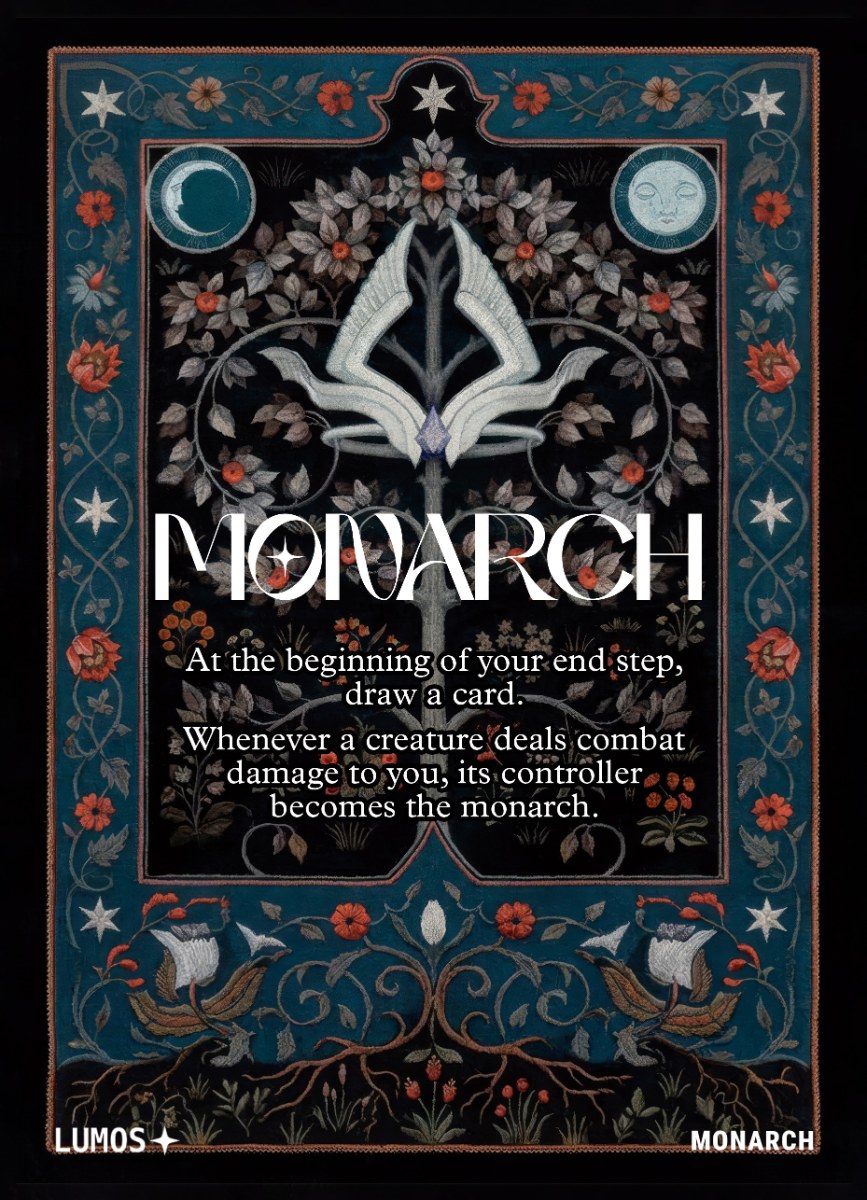 MONARCH
At the beginning of your end step,
draw a card.
Whenever a creature deals combat
damage to you, its controller
becomes the monarch.
LUMOS
MONARCH